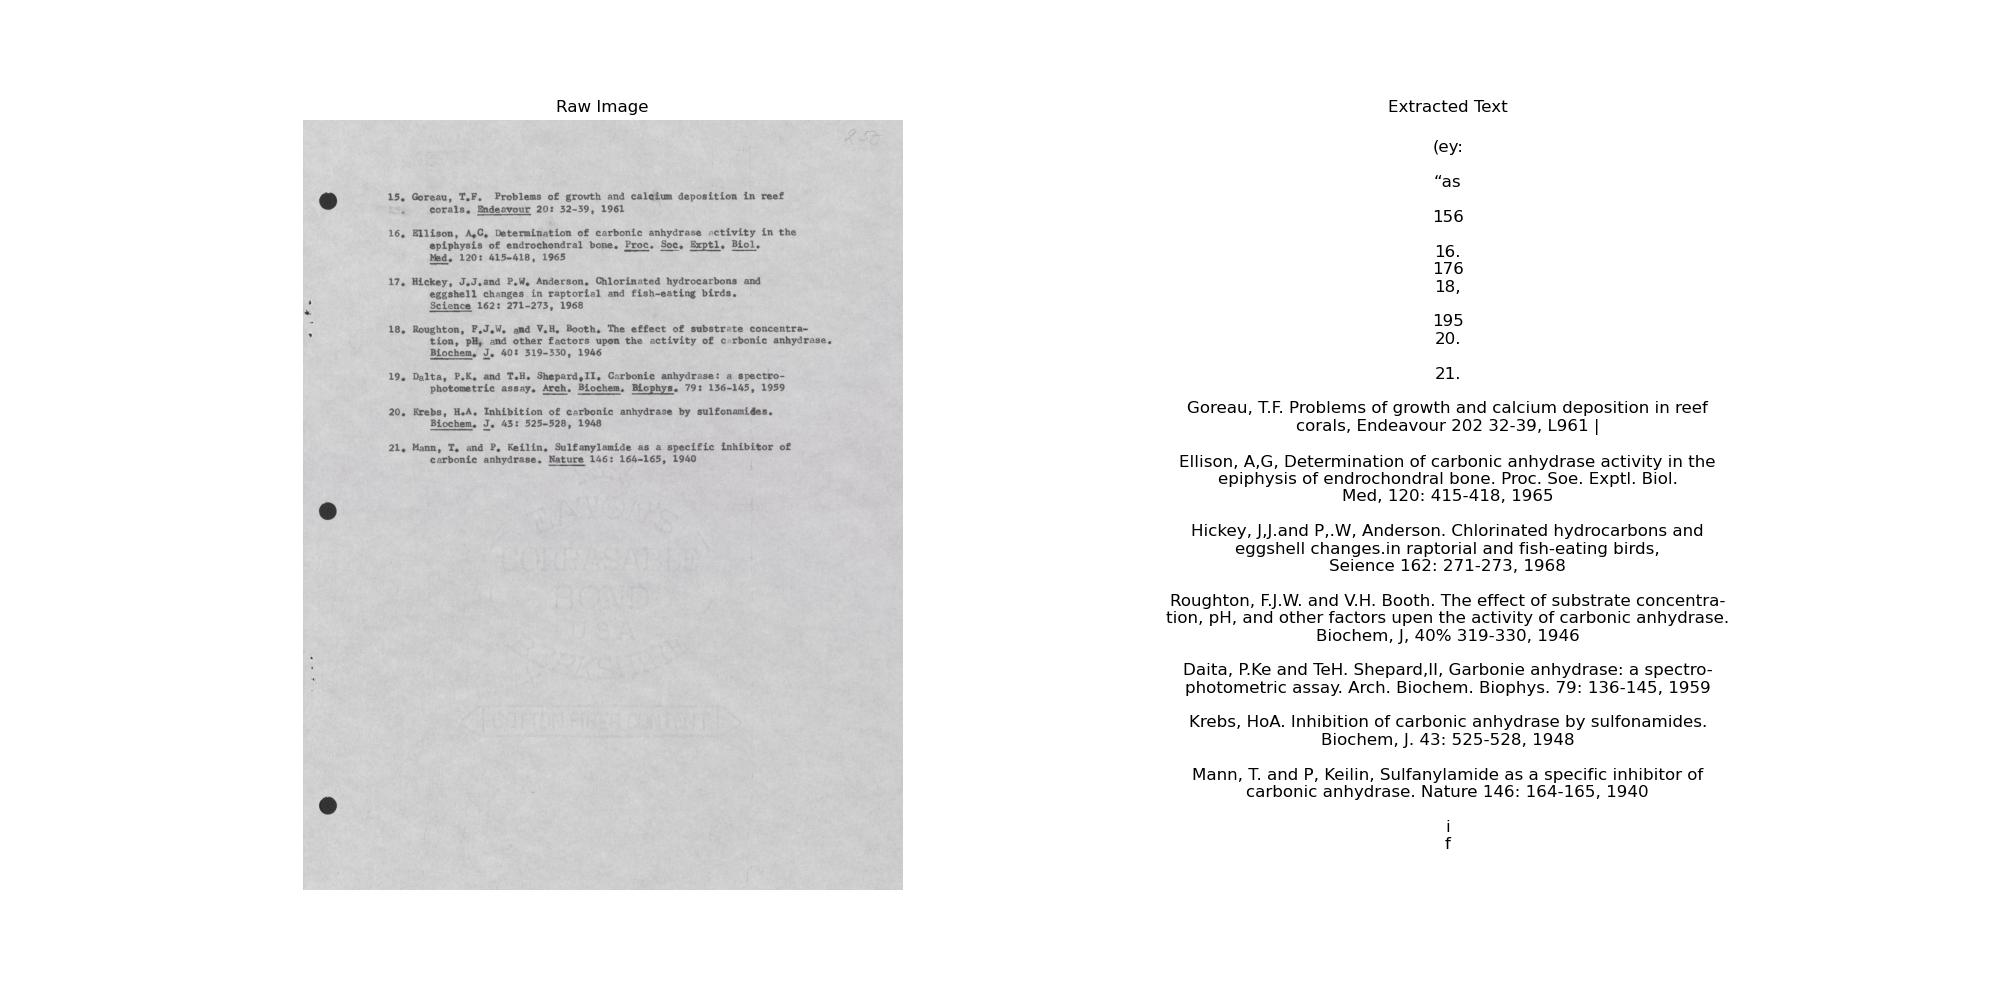 Raw Image
250
15. Goreau, T.F. Problems of growth and calcium deposition in reef
corals. Endeavour 20: 32-39, 1961
16. Ellison, A.G. Determination of carbonic anhydrase activity in the
epiphysis of endrochondral bone. Proc. Soc. Exptl. Biol.
Med. 120: 415-418, 1965
17. Hickey, J.J.and P.W. Anderson. Chlorinated hydrocarbons and
eggshell changes in raptorial and fish-eating birds.
Science 162: 271-273, 1968
18. Roughton, F.J.W. and V.H. Booth. The effect of substrate concentra-
tion, pH, and other factors upon the activity of carbonic anhydrase.
Biochem. J. 40: 319-330, 1946
19. Dalta, P.K. and T.H. Shepard,II. Carbonic anhydrase: a spectro-
photometric assay. Arch. Biochem. Biophys. 79: 136-145, 1959
20. Krebs, H.A. Inhibition of carbonic anhydrase by sulfonamides.
Biochem. J. 43: 525-528, 1948
21. Mann, T. and P. Keilin. Sulfanylamide as a specific inhibitor of
carbonic anhydrase. Nature 146: 164-165, 1940
Extracted Text
(ey:
“as
156
16.
176
18,
195
20.
21.
Goreau, T.F. Problems of growth and calcium deposition in reef
corals, Endeavour 202 32-39, L961 |
Ellison, A,G, Determination of carbonic anhydrase activity in the
epiphysis of endrochondral bone. Proc. Soe. Exptl. Biol.
Med, 120: 415-418, 1965
Hickey, J,J.and P,.W, Anderson. Chlorinated hydrocarbons and
eggshell changes.in raptorial and fish-eating birds,
Seience 162: 271-273, 1968
Roughton, F.J.W. and V.H. Booth. The effect of substrate concentra-
tion, pH, and other factors upen the activity of carbonic anhydrase.
Biochem, J, 40% 319-330, 1946
Daita, P.Ke and TeH. Shepard,II, Garbonie anhydrase: a spectro-
photometric assay. Arch. Biochem. Biophys. 79: 136-145, 1959
Krebs, HoA. Inhibition of carbonic anhydrase by sulfonamides.
Biochem, J. 43: 525-528, 1948
Mann, T. and P, Keilin, Sulfanylamide as a specific inhibitor of
carbonic anhydrase. Nature 146: 164-165, 1940
i
f